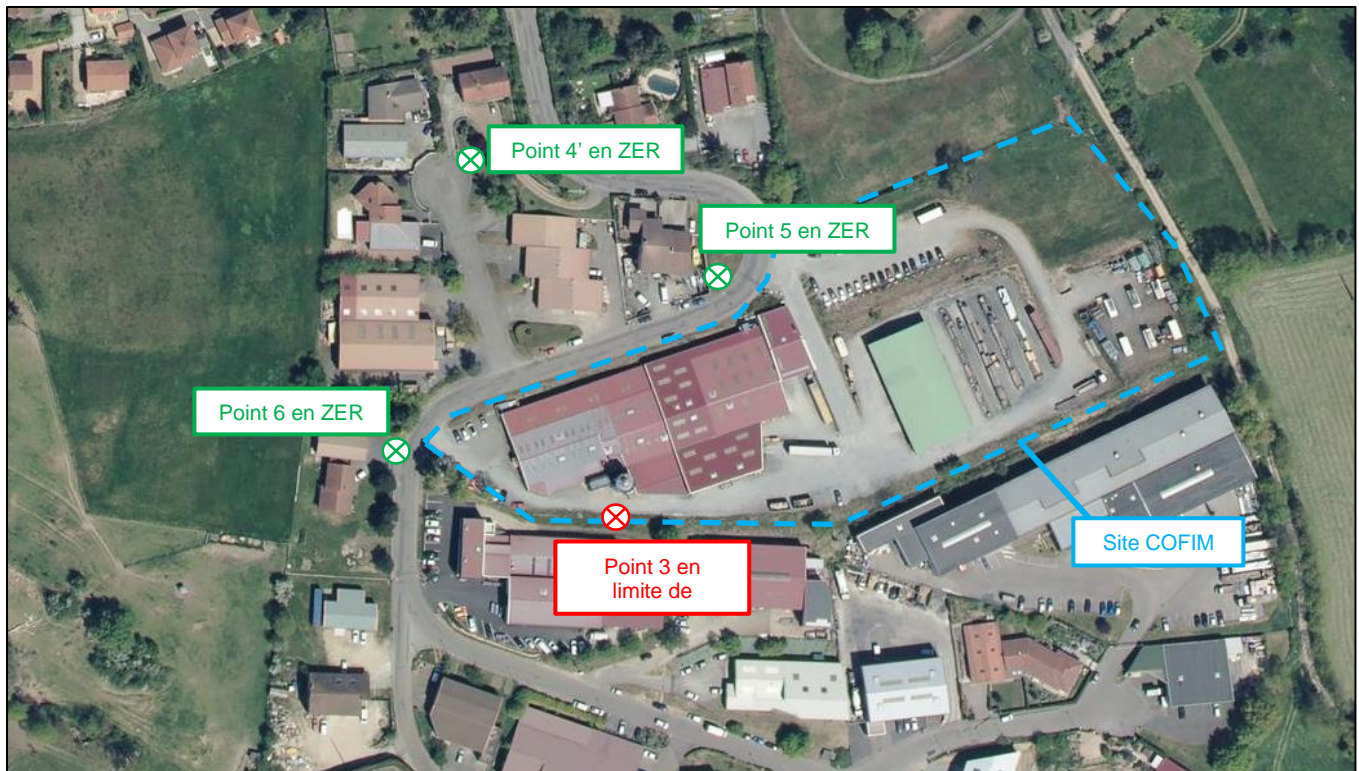 Point 4’ en ZER
Point 5 en ZER
Point 6 en ZER
Point 3 en
limite de
Site COFIM